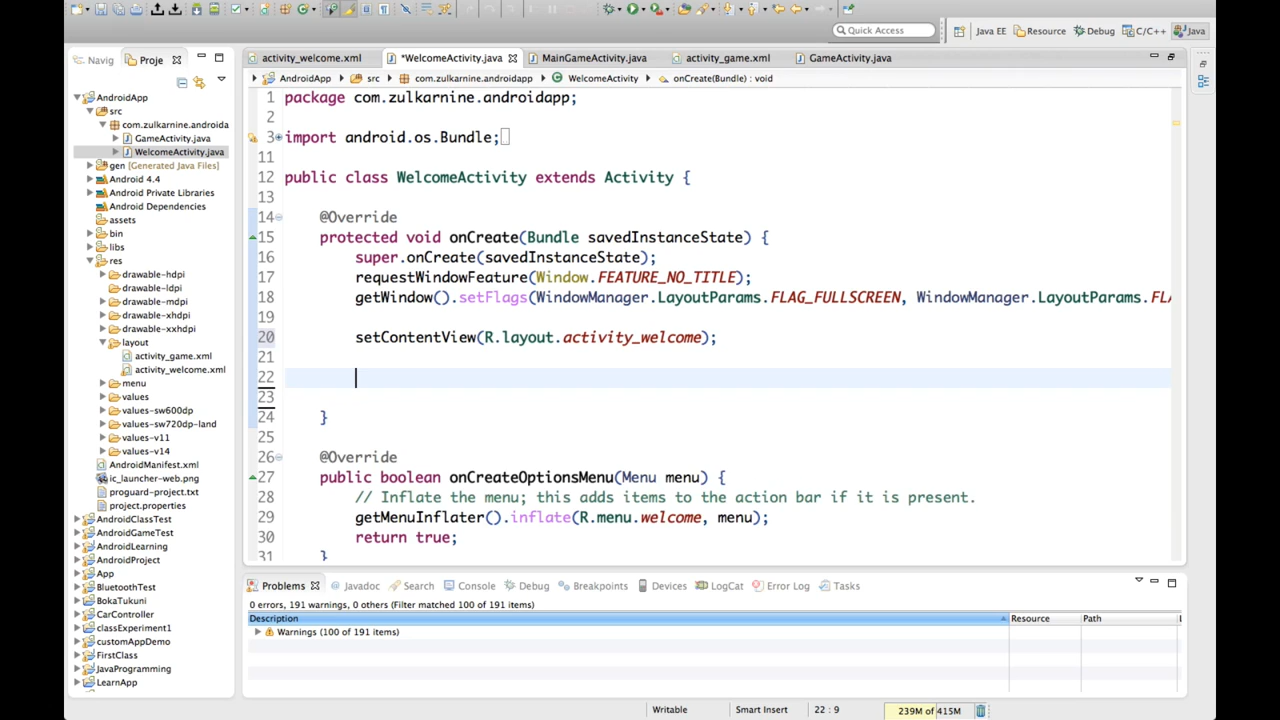 Quick Access
Java EE
Resource
Debug
C/C++
Java
Navig
Proje
activity_welcome.xml
*WelcomeActivity.java
MainGameActivity.java
activity_game.xml
GameActivity.java
AndroidApp
src
com.zulkarnine.androidapp
WelcomeActivity
onCreate(Bundle) : void
AndroidApp
src
com.zulkarnine.androida
GameActivity.java
WelcomeActivity.java
gen [Generated Java Files]
Android 4.4
Android Private Libraries
Android Dependencies
assets
bin
libs
res
drawable-hdpi
drawable-ldpi
drawable-mdpi
drawable-xhdpi
drawable-xxhdpi
layout
activity_game.xml
activity_welcome.xml
menu
values
values-sw600dp
values-sw720dp-land
values-v11
values-v14
AndroidManifest.xml
ic_launcher-web.png
proguard-project.txt
project.properties
AndroidClassTest
AndroidGameTest
AndroidLearning
AndroidProject
App
BluetoothTest
BokaTukuni
CarController
classExperiment1
customAppDemo
FirstClass
JavaProgramming
LearnApp
1 package com.zulkarnine.androidapp;
2
3 import android.os.Bundle;
11
12 public class WelcomeActivity extends Activity {
13
14 @Override
15 protected void onCreate(Bundle savedInstanceState) {
16 super.onCreate(savedInstanceState);
17 requestWindowFeature(Window.FEATURE_NO_TITLE);
18 getWindow().setFlags(WindowManager.LayoutParams.FLAG_FULLSCREEN, WindowManager.LayoutParams.FLA
19
20 setContentView(R.layout.activity_welcome);
21
22
23
24 }
25
26 @Override
27 public boolean onCreateOptionsMenu(Menu menu) {
28 // Inflate the menu; this adds items to the action bar if it is present.
29 getMenuInflater().inflate(R.menu.welcome, menu);
30 return true;
31 }
Problems
Javadoc
Search
Console
Debug
Breakpoints
Devices
LogCat
Error Log
Tasks
0 errors, 191 warnings, 0 others (Filter matched 100 of 191 items)
Description
Resource
Path
L
Warnings (100 of 191 items)
Writable
Smart Insert
22 : 9
239M of 415M